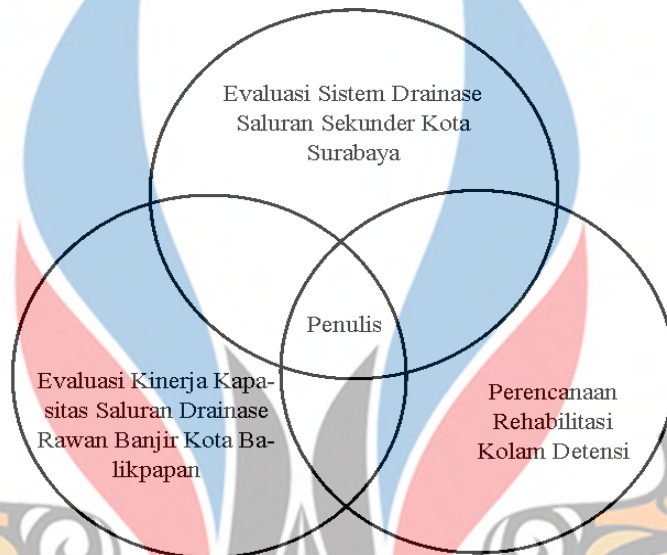 Evaluasi Sistem Drainase
Saluran Sekunder Kota
Surabaya
Penulis
Evaluasi Kinerja Kapa-
sitas Saluran Drainase
Rawan Banjir Kota Ba-
likpapan
Perencanaan
Rehabilitasi
Kolam Detensi